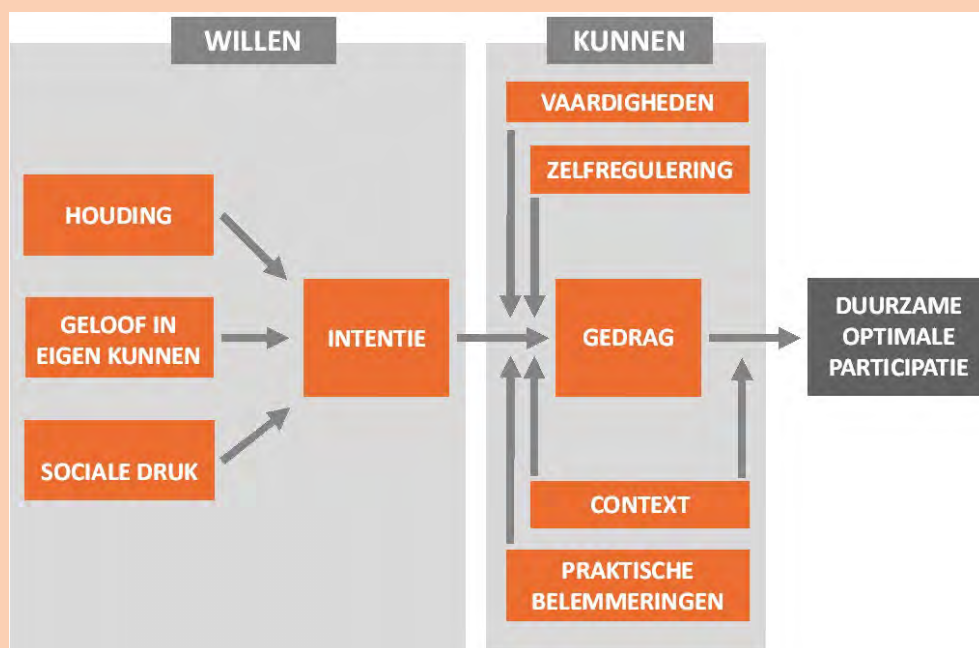 WILLEN
HOUDING
GELOOF IN
EIGEN KUNNEN
SOCIALE DRUK
INTENTIE
KUNNEN
VAARDIGHEDEN
ZELFREGULERING
GEDRAG
CONTEXT
PRAKTISCHE
BELEMMERINGEN
DUURZAME
OPTIMALE
PARTICIPATIE